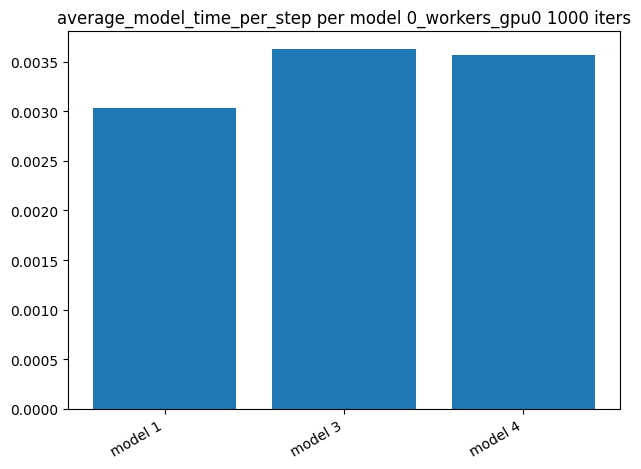 average_model_time_per_step per model 0_workers_gpu0 1000 iters
0.0035
0.0030
0.0025
0.0020
0.0015
0.0010
0.0005
0.0000
model 1
model 3
model 4